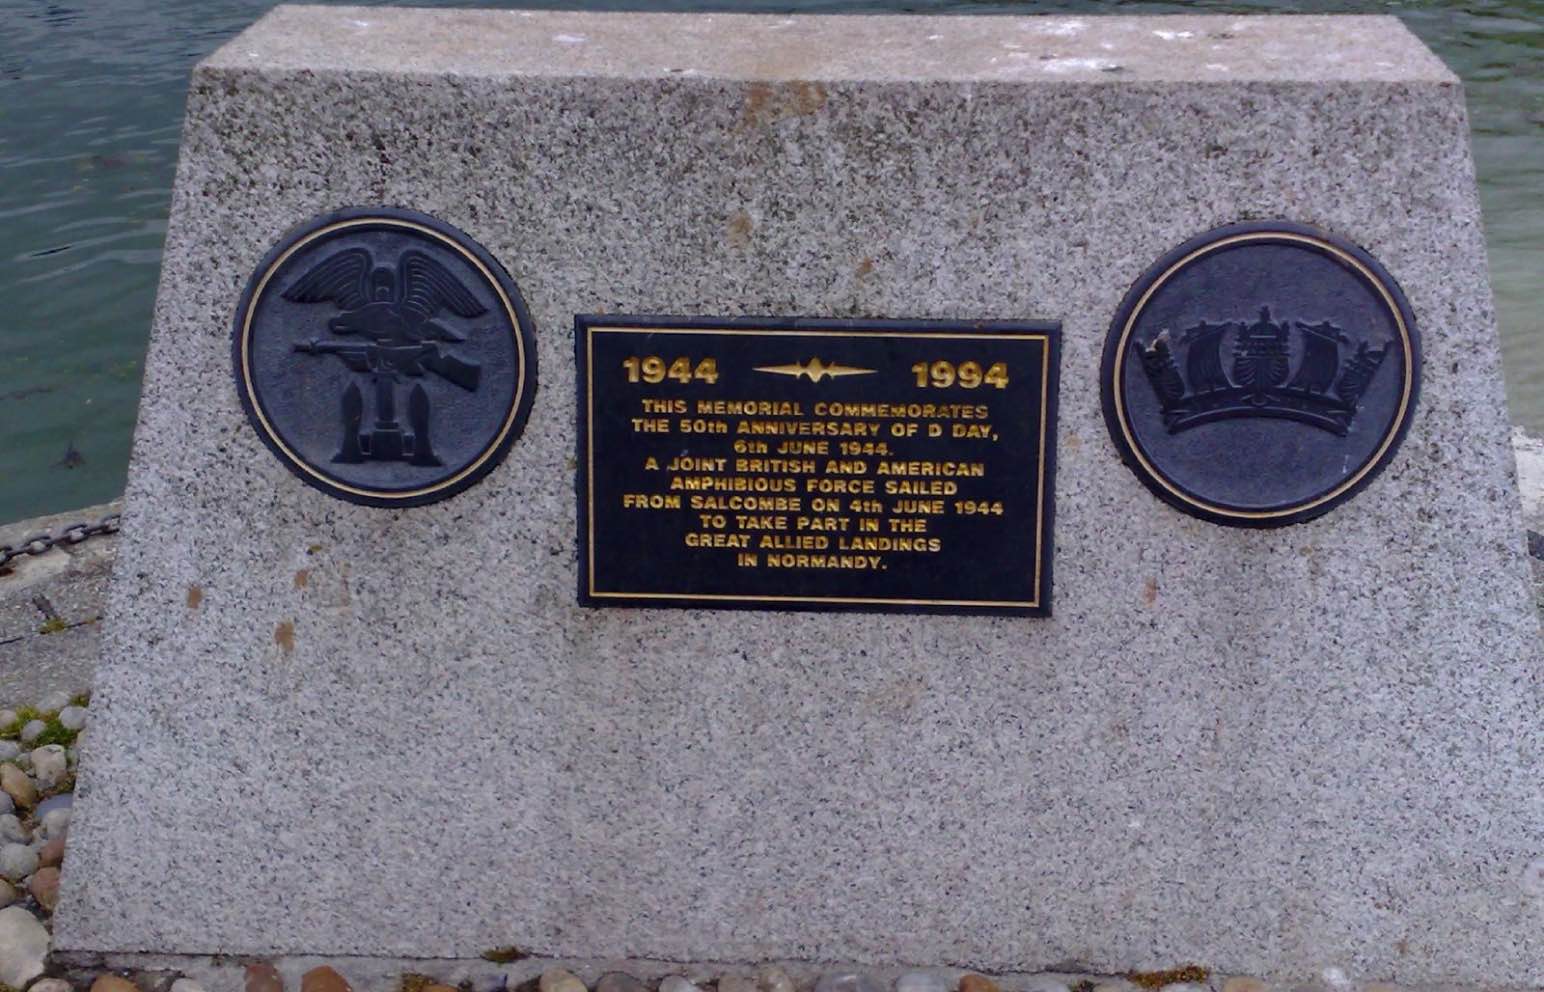 1944 1994
THIS MEMORIAL COMMEMORATES
THE 50th ANNIVERSARY OF D DAY,
6th JUNE 1944.
A JOINT BRITISH AND AMERICAN
AMPHIBIOUS FORCE SAILED
FROM SALCOMBE ON 4th JUNE 1944
TO TAKE PART IN THE
GREAT ALLIED LANDINGS
IN NORMANDY.